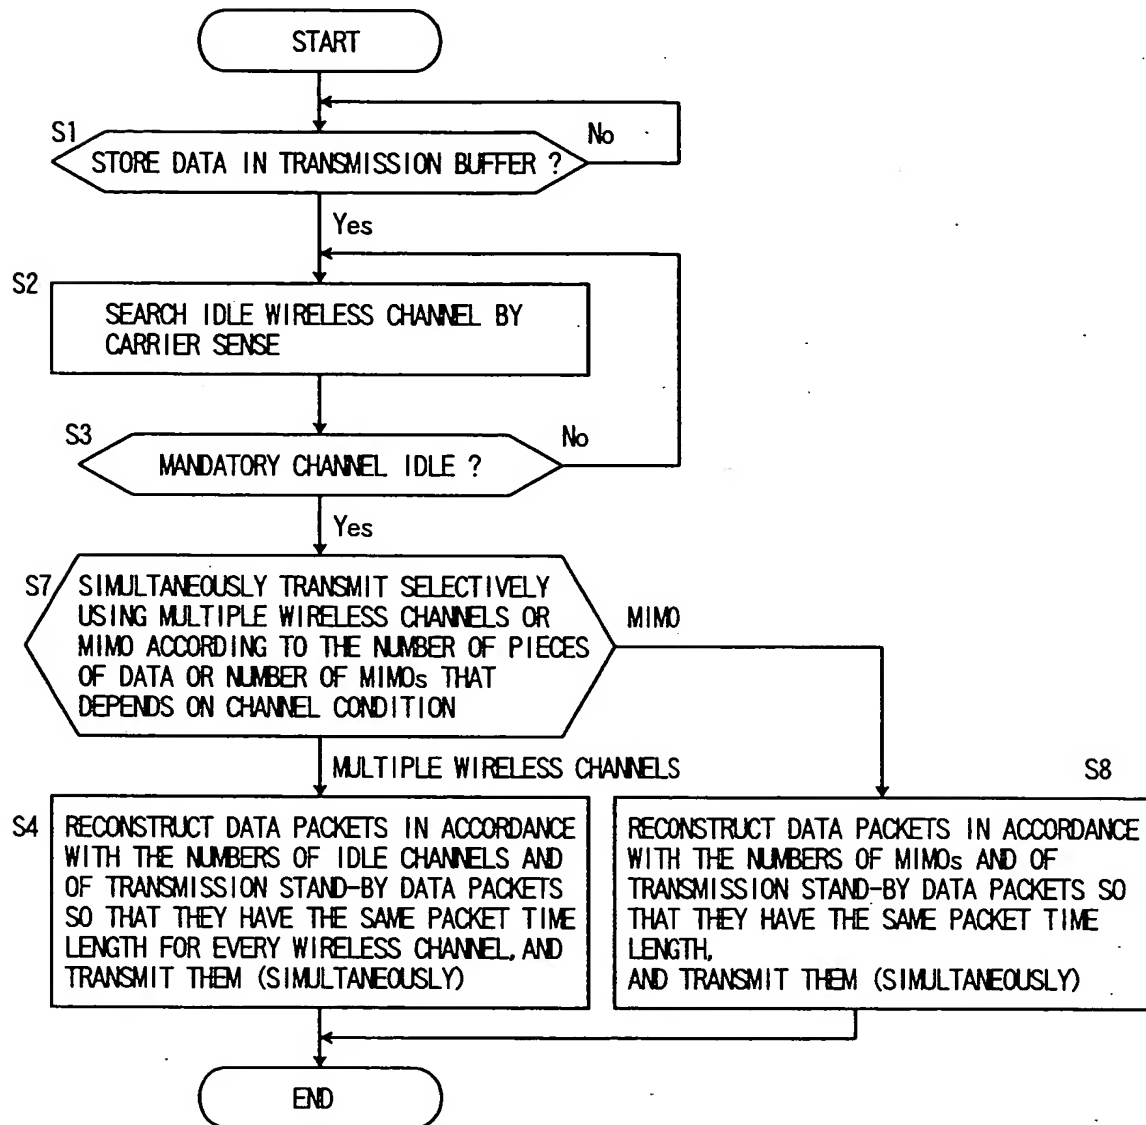 START
S1
STORE DATA IN TRANSMISSION BUFFER ?
No
Yes
S2
SEARCH IDLE WIRELESS CHANNEL BY
CARRIER SENSE
S3
MANDATORY CHANNEL IDLE ?
No
Yes
S7
SIMULTANEOUSLY TRANSMIT SELECTIVELY
USING MULTIPLE WIRELESS CHANNELS OR
MIMO ACCORDING TO THE NUMBER OF PIECES
OF DATA OR NUMBER OF MIMOs THAT
DEPENDS ON CHANNEL CONDITION
MIMO
MULTIPLE WIRELESS CHANNELS
S4
RECONSTRUCT DATA PACKETS IN ACCORDANCE
WITH THE NUMBERS OF IDLE CHANNELS AND
OF TRANSMISSION STAND-BY DATA PACKETS
SO THAT THEY HAVE THE SAME PACKET TIME
LENGTH FOR EVERY WIRELESS CHANNEL, AND
TRANSMIT THEM (SIMULTANEOUSLY)
S8
RECONSTRUCT DATA PACKETS IN ACCORDANCE
WITH THE NUMBERS OF MIMOs AND OF
TRANSMISSION STAND-BY DATA PACKETS SO
THAT THEY HAVE THE SAME PACKET TIME
LENGTH,
AND TRANSMIT THEM (SIMULTANEOUSLY)
END